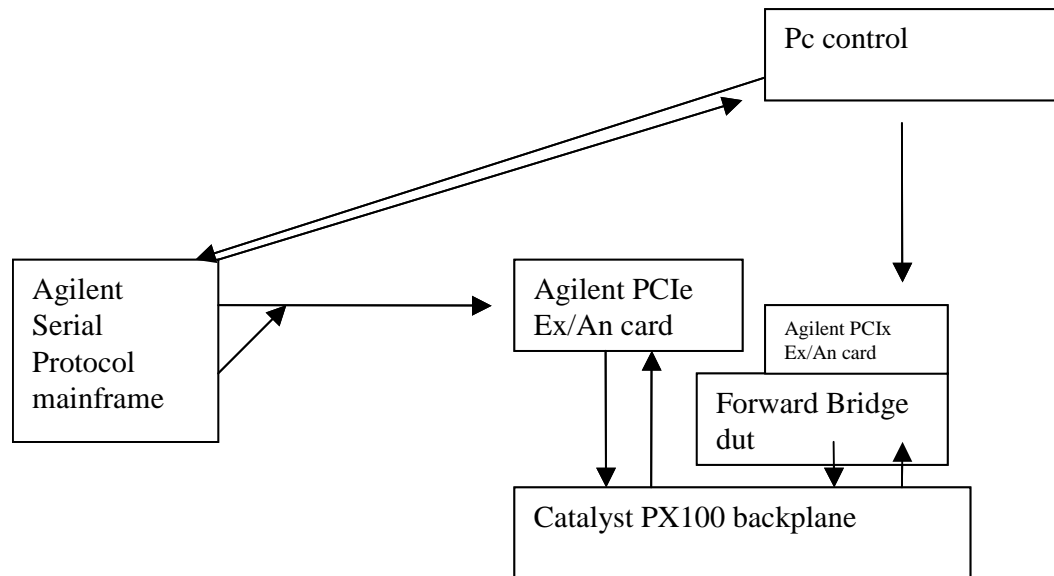 Pc control
Agilent
Serial
Protocol
mainframe
Agilent PCIe
Ex/An card
Agilent PCIx
Ex/An card
Forward Bridge
dut
Catalyst PX100 backplane